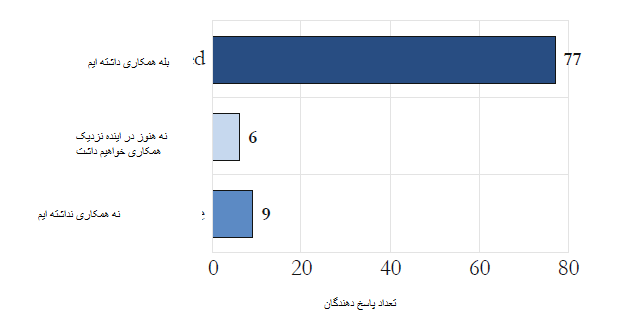 بله همکاری داشته ایم
ed
77
نه هنوز در اینده نزدیک
همکاری خواهیم داشت
6
نه همکاری نداشته ایم
9
0 20 40 60 80
تعداد پاسخ دهندگان